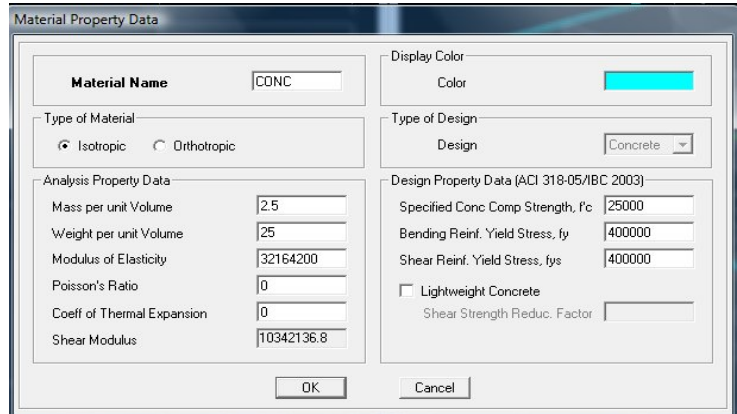 Material Property Data
Material Name CONC
Display Color
Color
Type of Material
Isotropic Orthotropic
Type of Design
Design Concrete
Analysis Property Data
Mass per unit Volume 2.5
Weight per unit Volume 25
Modulus of Elasticity 32164200
Poisson's Ratio 0
Coeff of Thermal Expansion 0
Shear Modulus 10342136.8
Design Property Data (ACI 318-05/IBC 2003)
Specified Conc Comp Strength, f'c 25000
Bending Reinf. Yield Stress, fy 400000
Shear Reinf. Yield Stress, fys 400000
Lightweight Concrete
Shear Strength Reduc. Factor
OK Cancel